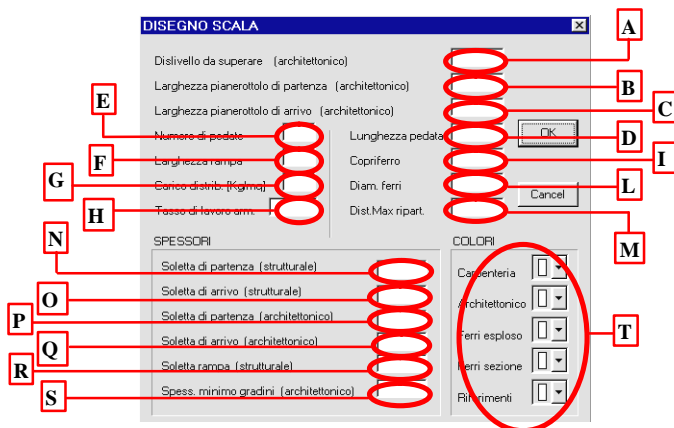 DISEGNO SCALA
A
Dislivello da superare (architettonico)
B
Larghezza pianerottolo di partenza (architettonico)
C
Larghezza pianerottolo di arrivo (architettonico)
E
Numero di pedate
Lunghezza pedata
D
OK
F
Larghezza rampa
Copriferro
I
G
Carico distrib. [Kg/mq]
Diam. ferri
L
Cancel
H
Tasso di lavoro arm.
Dist.Max ripart.
M
SPESSORI
COLORI
N
Soletta di partenza (strutturale)
Carpenteria
O
Soletta di arrivo (strutturale)
Architettonico
P
Soletta di partenza (architettonico)
Ferri esploso
T
Q
Soletta di arrivo (architettonico)
Ferri sezione
R
Soletta rampa (strutturale)
S
Spess. minimo gradini (architettonico)
Riferimenti